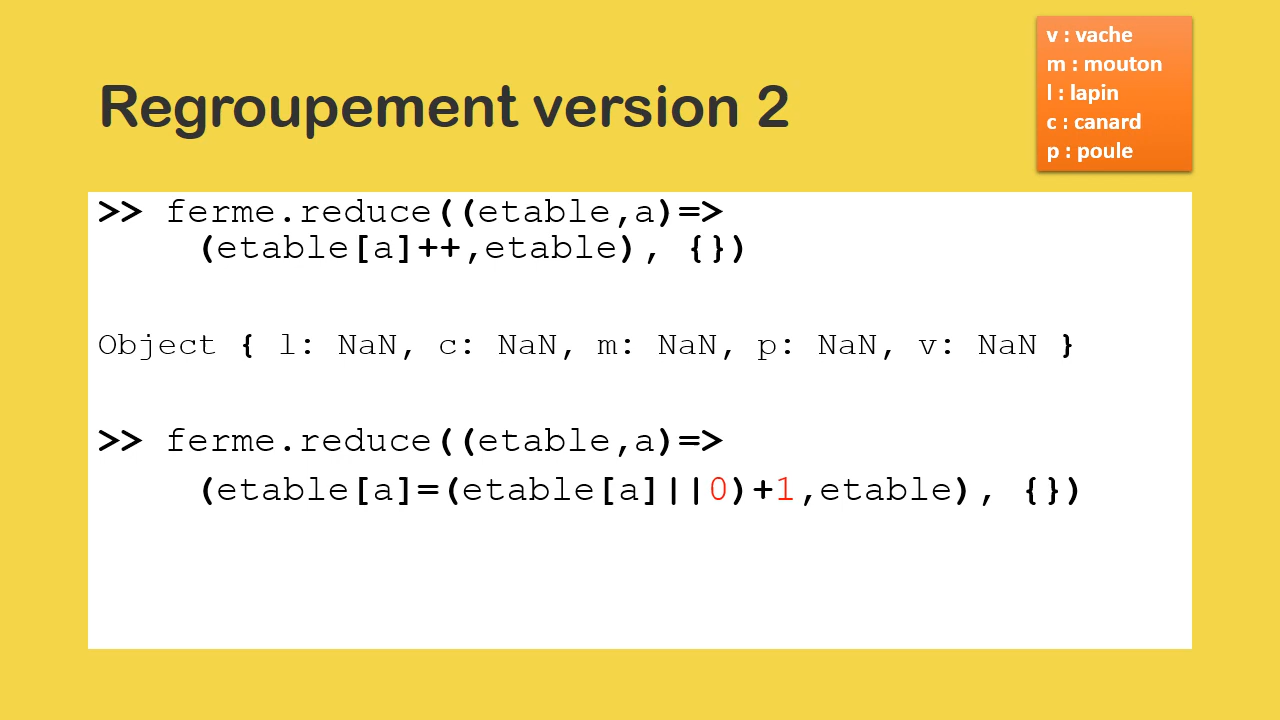 v : vache
m : mouton
l : lapin
c : canard
p : poule
Regroupement version 2
>> ferme.reduce((etable,a)=>
(etable[a]++,etable), {})
Object { l: NaN, c: NaN, m: NaN, p: NaN, v: NaN }
>> ferme.reduce((etable,a)=>
(etable[a]=(etable[a]||0)+1,etable), {})